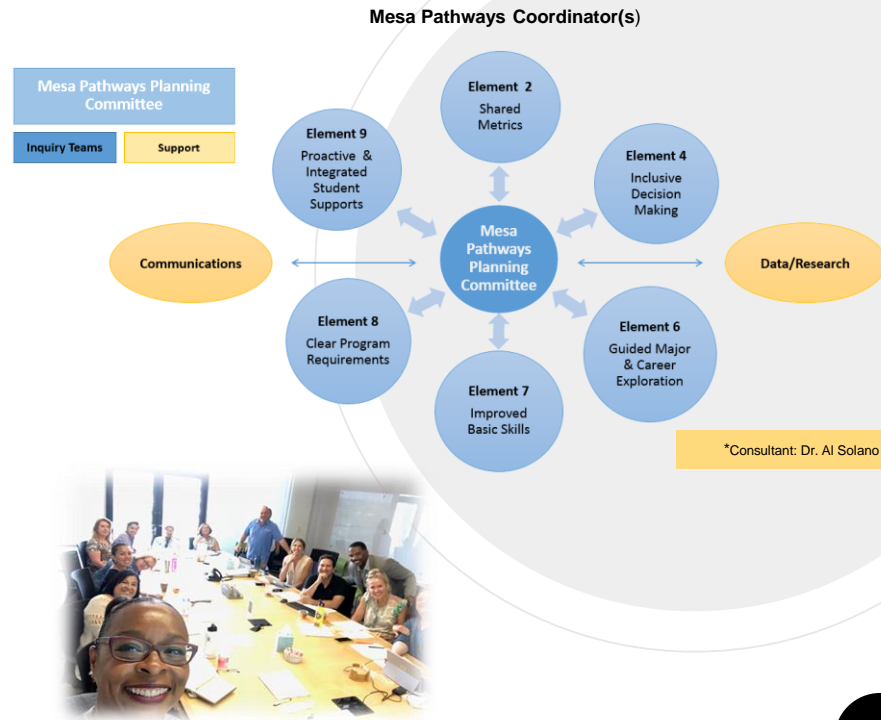 Mesa Pathways Coordinator(s)
Mesa Pathways Planning
Committee
Inquiry Teams
Support
Element 2
Shared
Metrics
Element 9
Proactive &
Integrated
Student
Supports
Element 4
Inclusive
Decision
Making
Communications
Mesa
Pathways
Planning
Committee
Data/Research
Element 8
Clear Program
Requirements
Element 6
Guided Major
& Career
Exploration
Element 7
Improved
Basic Skills
*Consultant: Dr. Al Solano